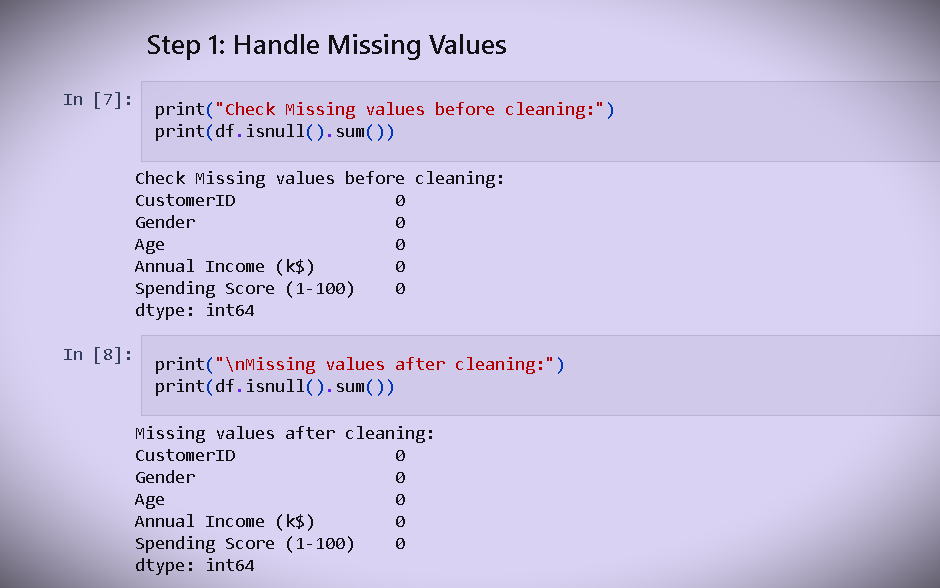 Step 1: Handle Missing Values
In [7]:
print("Check Missing values before cleaning:")
print(df.isnull().sum())
Check Missing values before cleaning:
CustomerID                0
Gender                    0
Age                       0
Annual Income (k$)        0
Spending Score (1-100)    0
dtype: int64
In [8]:
print("\nMissing values after cleaning:")
print(df.isnull().sum())
Missing values after cleaning:
CustomerID                0
Gender                    0
Age                       0
Annual Income (k$)        0
Spending Score (1-100)    0
dtype: int64